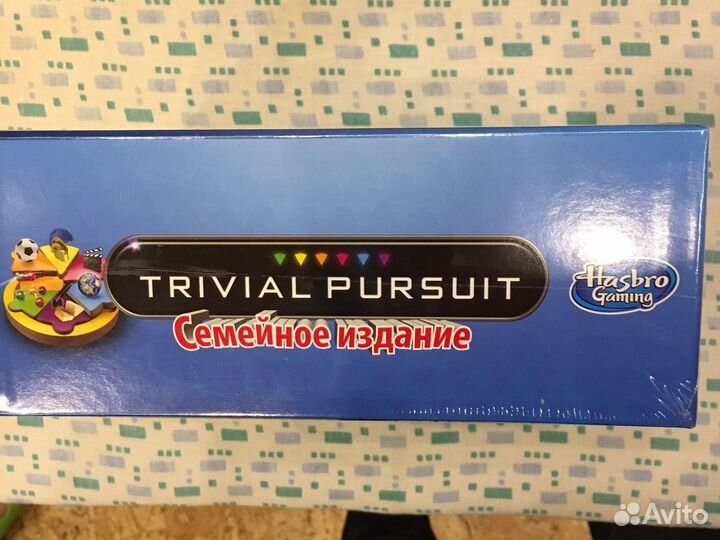 TRIVIAL PURSUIT
Семейное издание
Hasbro
Gaming
Avito